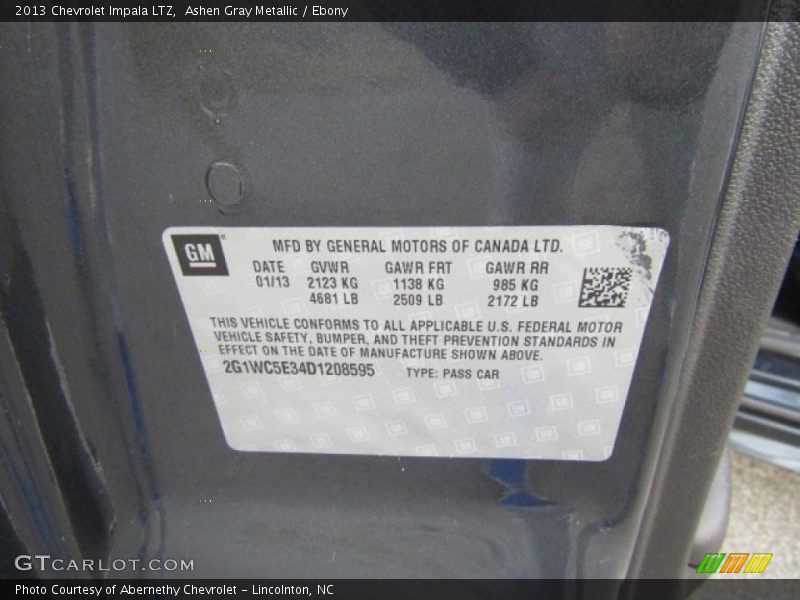 2013 Chevrolet Impala LTZ, Ashen Gray Metallic / Ebony
GM
MFD BY GENERAL MOTORS OF CANADA LTD.
DATE GVWR GAWR FRT GAWR RR
01/13 2123 KG 1138 KG 985 KG
4681 LB 2509 LB 2172 LB
THIS VEHICLE CONFORMS TO ALL APPLICABLE U.S. FEDERAL MOTOR
VEHICLE SAFETY, BUMPER, AND THEFT PREVENTION STANDARDS IN
EFFECT ON THE DATE OF MANUFACTURE SHOWN ABOVE.
2G1WC5E34D1208595 TYPE: PASS CAR
GTCARLOT.COM
Photo Courtesy of Abernethy Chevrolet - Lincolnton, NC